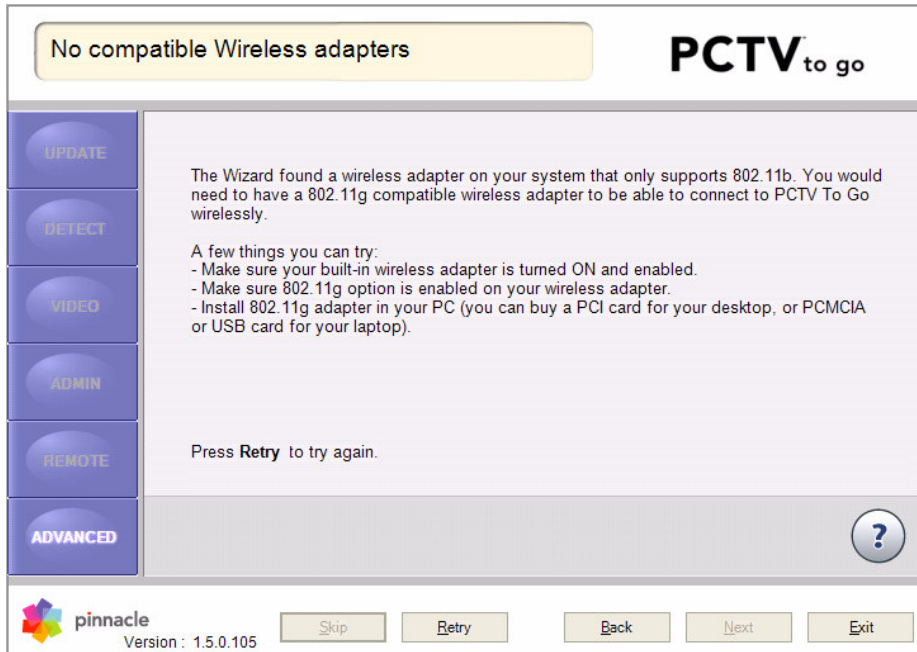 No compatible Wireless adapters
PCTV to go
UPDATE
DETECT
VIDEO
ADMIN
REMOTE
ADVANCED
The Wizard found a wireless adapter on your system that only supports 802.11b. You would
need to have a 802.11g compatible wireless adapter to be able to connect to PCTV To Go
wirelessly.
A few things you can try:
- Make sure your built-in wireless adapter is turned ON and enabled.
- Make sure 802.11g option is enabled on your wireless adapter.
- Install 802.11g adapter in your PC (you can buy a PCI card for your desktop, or PCMCIA
or USB card for your laptop).
Press Retry to try again.
?
pinnacle
Version : 1.5.0.105
Skip
Retry
Back
Next
Exit